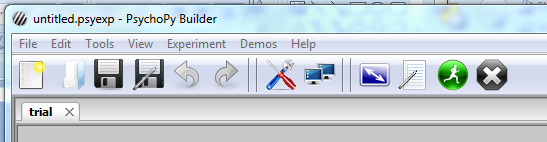 untitled.psyexp - PsychoPy Builder
File Edit Tools View Experiment Demos Help
trial